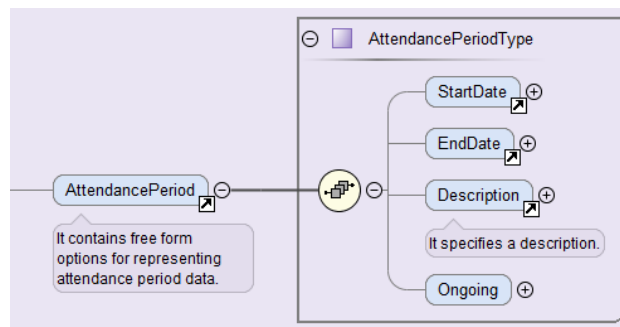 AttendancePeriodType
StartDate
EndDate
AttendancePeriod
Description
It contains free form
options for representing
attendance period data.
It specifies a description.
Ongoing